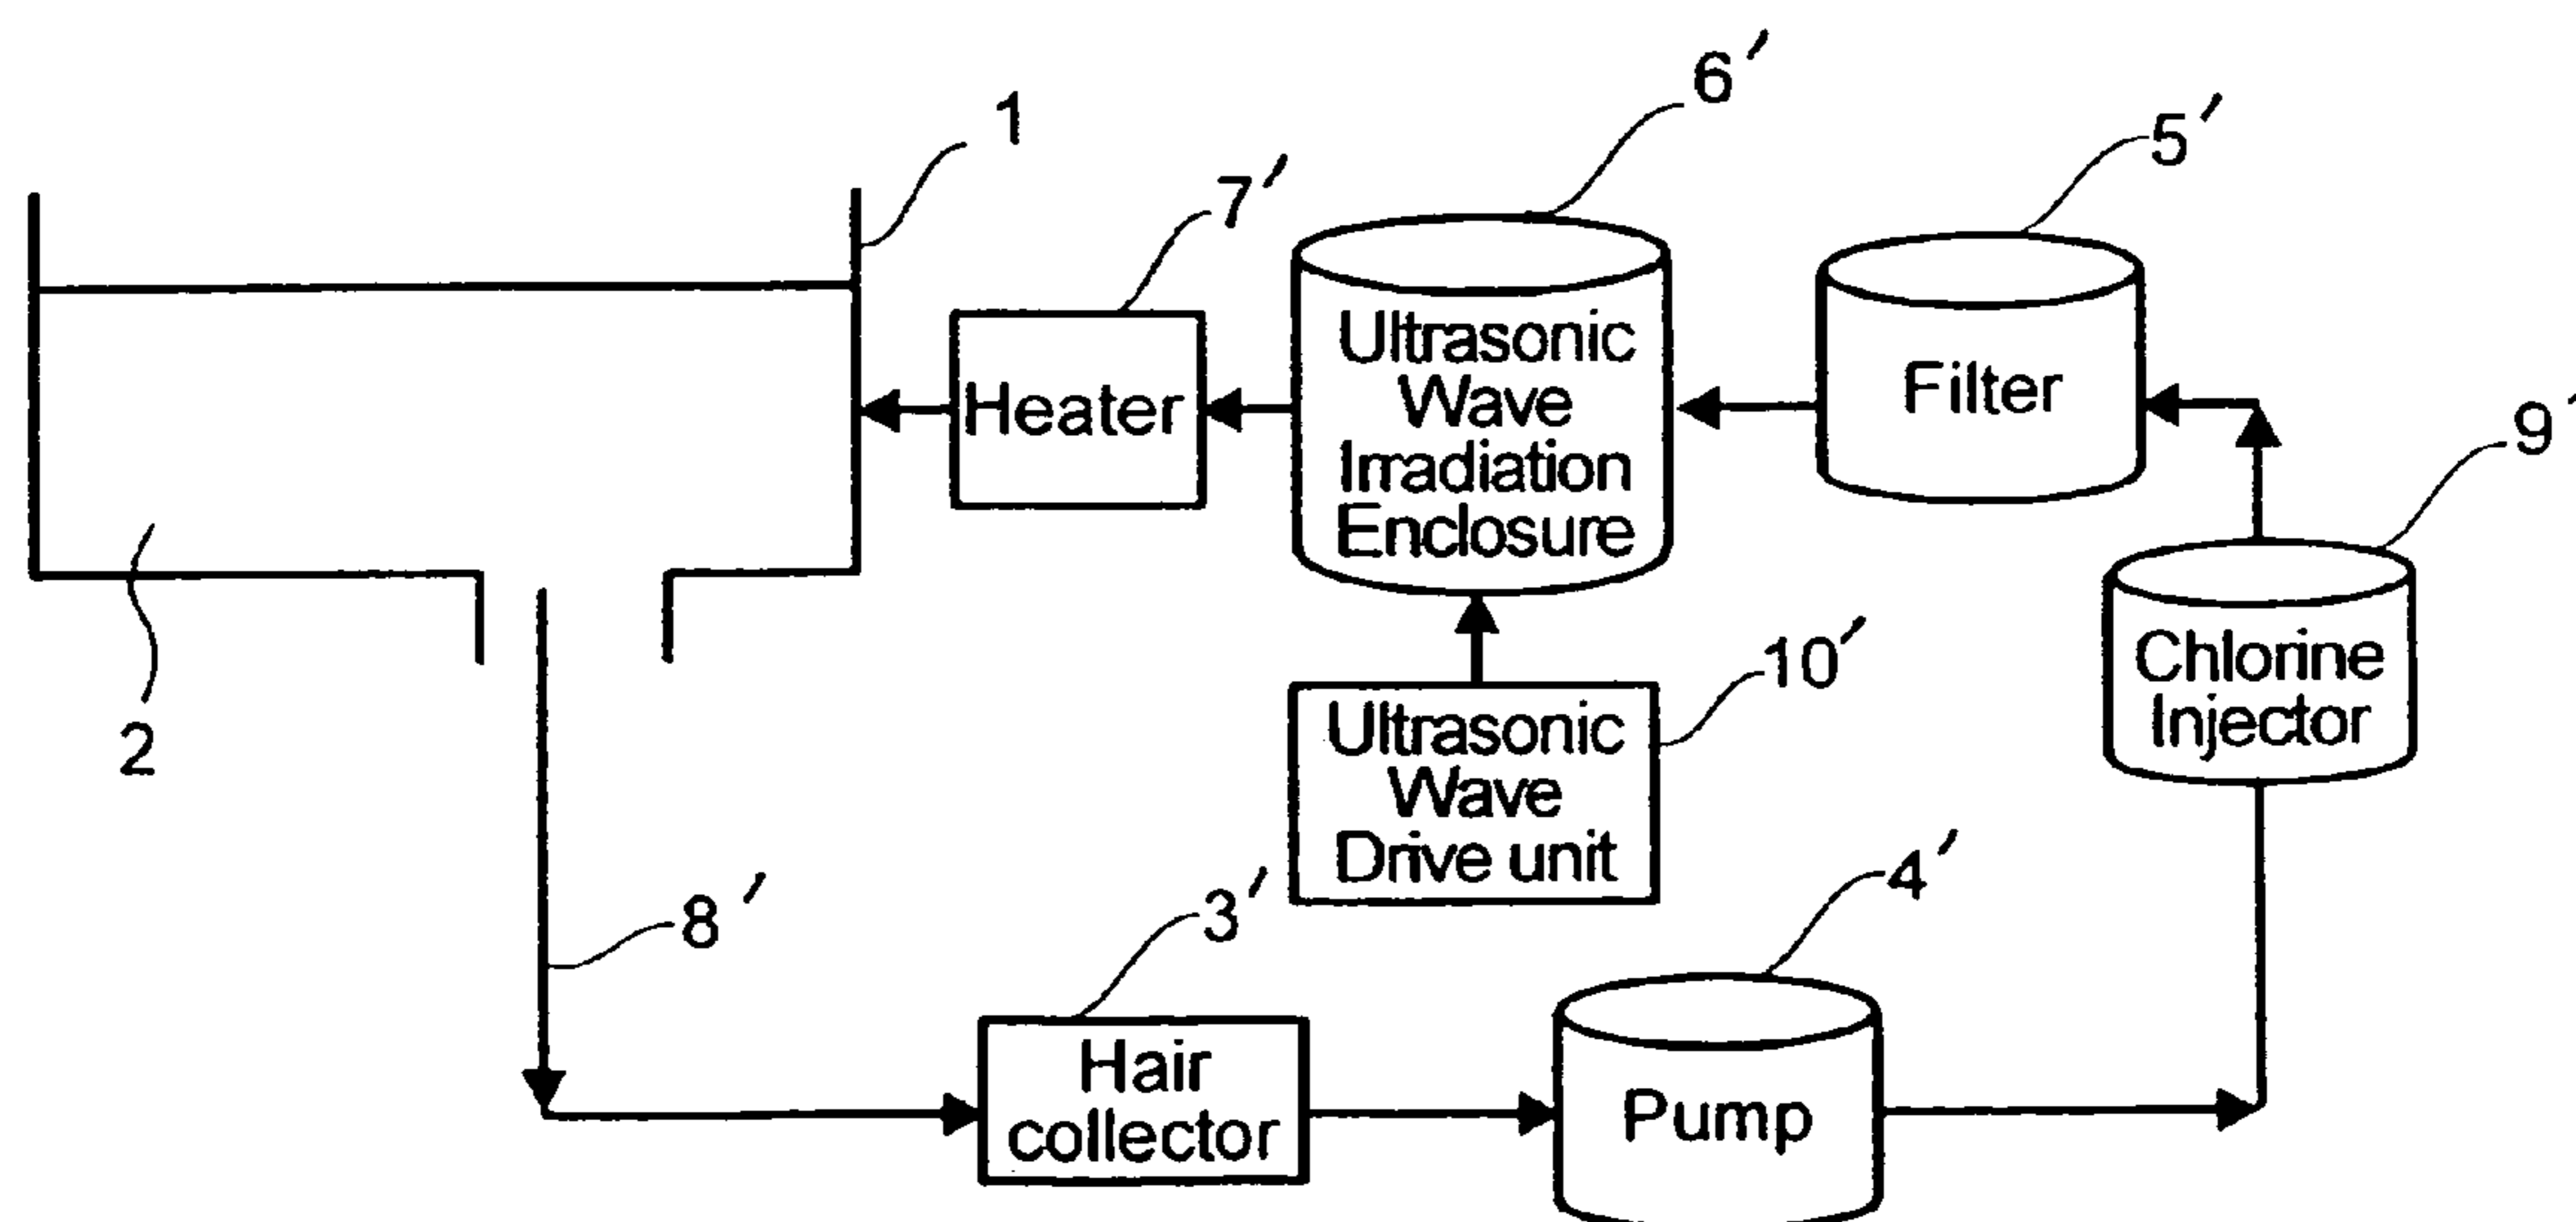 1
2
7′
Heater
6′
Ultrasonic
Wave
Irradiation
Enclosure
5′
Filter
9′
Chlorine
Injector
10′
Ultrasonic
Wave
Drive unit
8′
3′
Hair
collector
4′
Pump